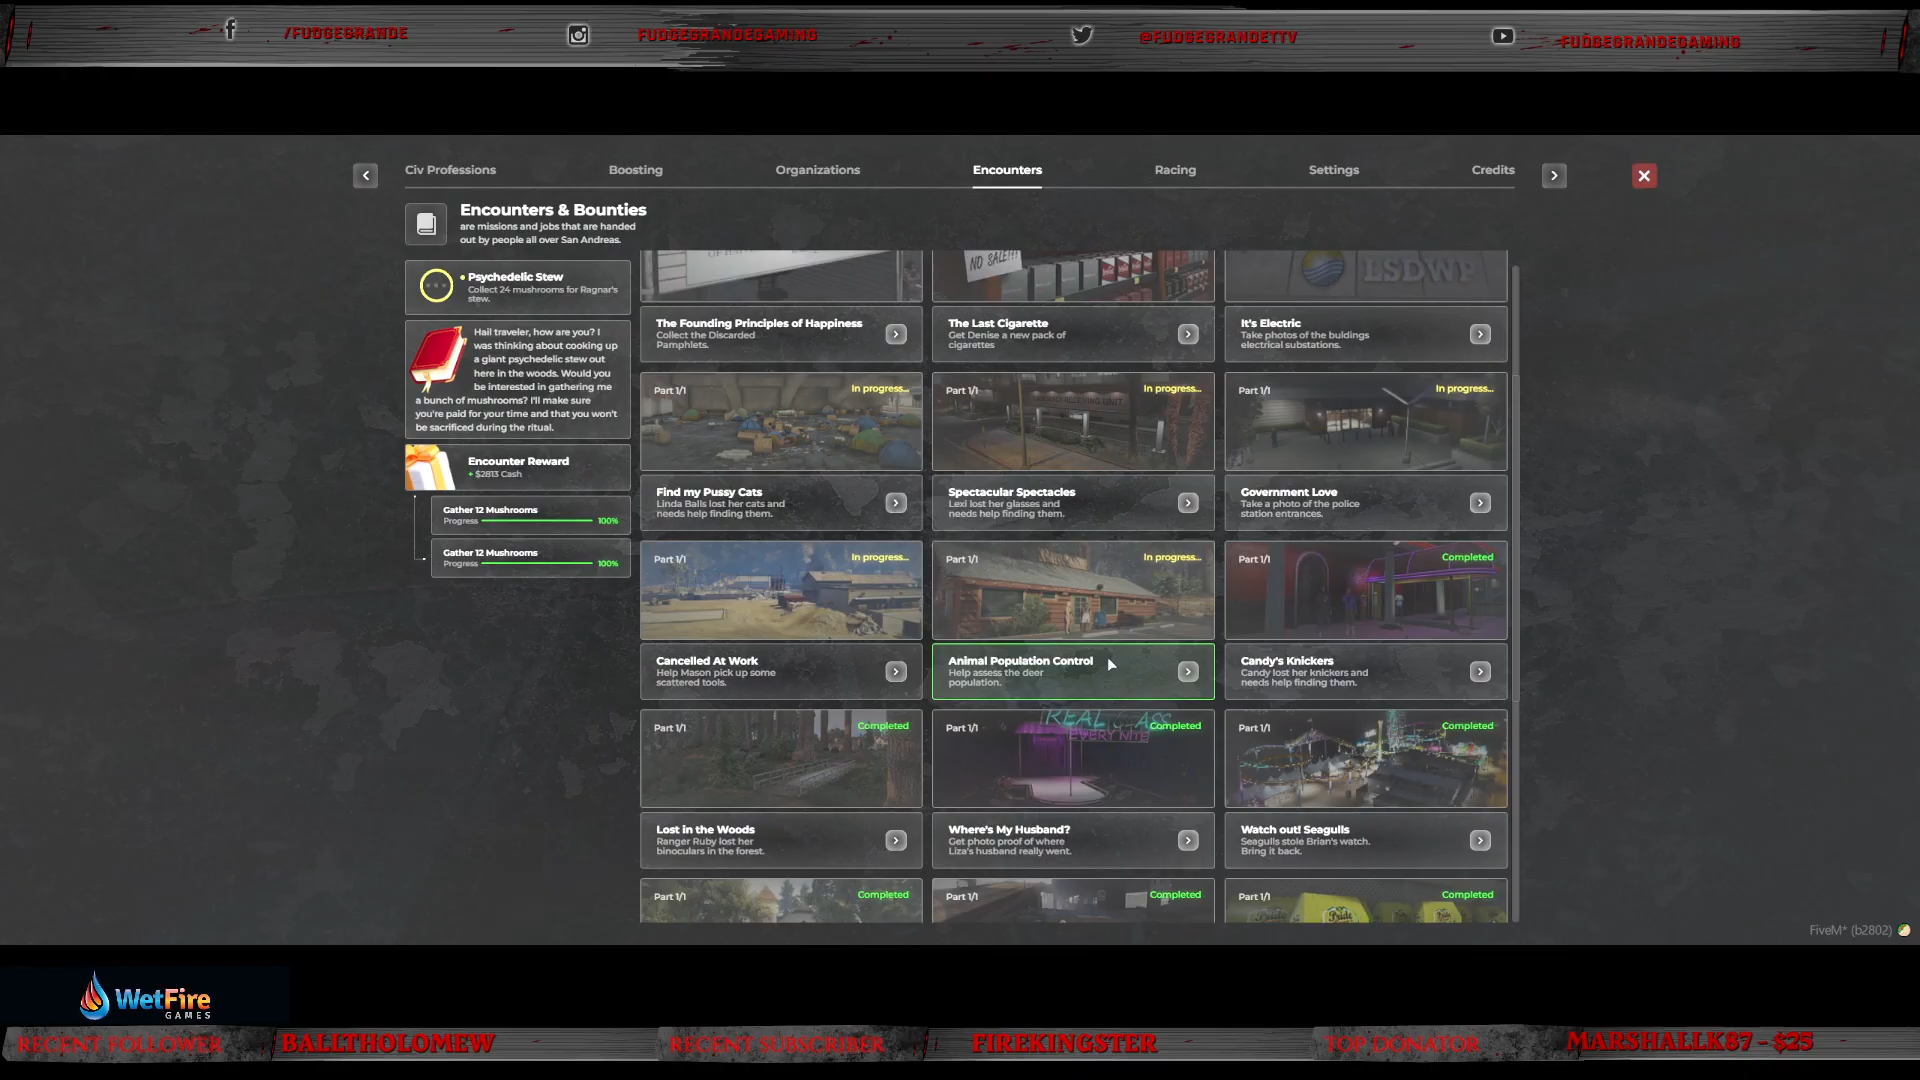 /FUDGEGRANDE
FUDGEGRANDEGAMING
@FUDGEGRANDETTV
FUDGEGRANDEGAMING
Civ Professions
Boosting
Organizations
Encounters
Racing
Settings
Credits
Encounters & Bounties
are missions and jobs that are handed
out by people all over San Andreas.
Psychedelic Stew
Collect 24 mushrooms for Ragnar's
stew.
Hail traveler, how are you? I
was thinking about cooking up
a giant psychedelic stew out
here in the woods. Would you
be interested in gathering me
a bunch of mushrooms? I'll make sure
you're paid for your time and that you won't
be sacrificed during the ritual.
Encounter Reward
+ $2813 Cash
Gather 12 Mushrooms
Progress 100%
Gather 12 Mushrooms
Progress 100%
NO SALE!!!
LSDWP
The Founding Principles of Happiness
Collect the Discarded
Pamphlets.
The Last Cigarette
Get Denise a new pack of
cigarettes
It's Electric
Take photos of the buldings
electrical substations.
Part 1/1
In progress...
Part 1/1
In progress...
Part 1/1
In progress...
Find my Pussy Cats
Linda Balls lost her cats and
needs help finding them.
Spectacular Spectacles
Lexi lost her glasses and
needs help finding them.
Government Love
Take a photo of the police
station entrances.
Part 1/1
In progress...
Part 1/1
In progress...
Part 1/1
Completed
Cancelled At Work
Help Mason pick up some
scattered tools.
Animal Population Control
Help assess the deer
population.
Candy's Knickers
Candy lost her knickers and
needs help finding them.
Part 1/1
Completed
Part 1/1
Completed
REAL ASS
EVERY NITE
Part 1/1
Completed
Lost in the Woods
Ranger Ruby lost her
binoculars in the forest.
Where's My Husband?
Get photo proof of where
Liza's husband really went.
Watch out! Seagulls
Seagulls stole Brian's watch.
Bring it back.
Part 1/1
Completed
Part 1/1
Completed
Part 1/1
Completed
Pride
Pride
FiveM* (b2802)
WetFire
GAMES
RECENT FOLLOWER
BALLTHOLOMEW
RECENT SUBSCRIBER
FIREKINGSTER
TOP DONATOR
MARSHALLK87 - $25